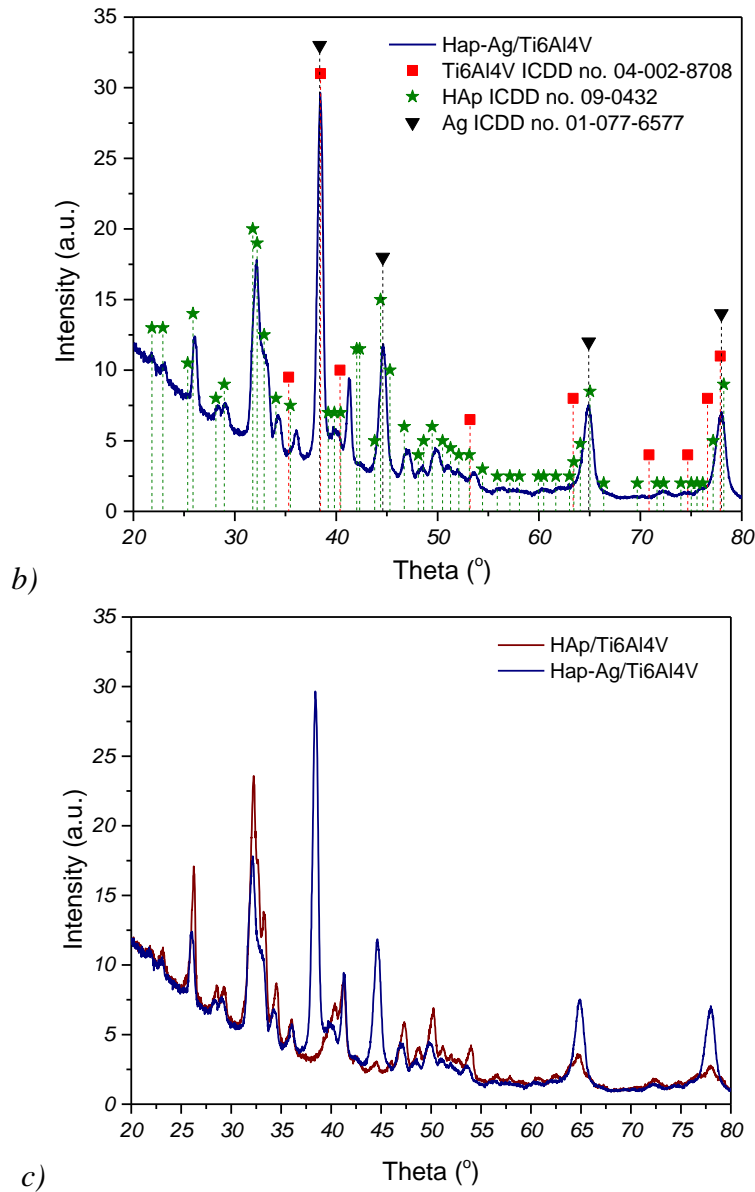 35
30
25
20
15
10
5
0
Intensity (a.u.)
Hap-Ag/Ti6Al4V
Ti6Al4V ICDD no. 04-002-8708
HAp ICDD no. 09-0432
Ag ICDD no. 01-077-6577
20 30 40 50 60 70 80
Theta (°)
b)
35
30
25
20
15
10
5
0
Intensity (a.u.)
HAp/Ti6Al4V
Hap-Ag/Ti6Al4V
20 25 30 35 40 45 50 55 60 65 70 75 80
Theta (°)
c)